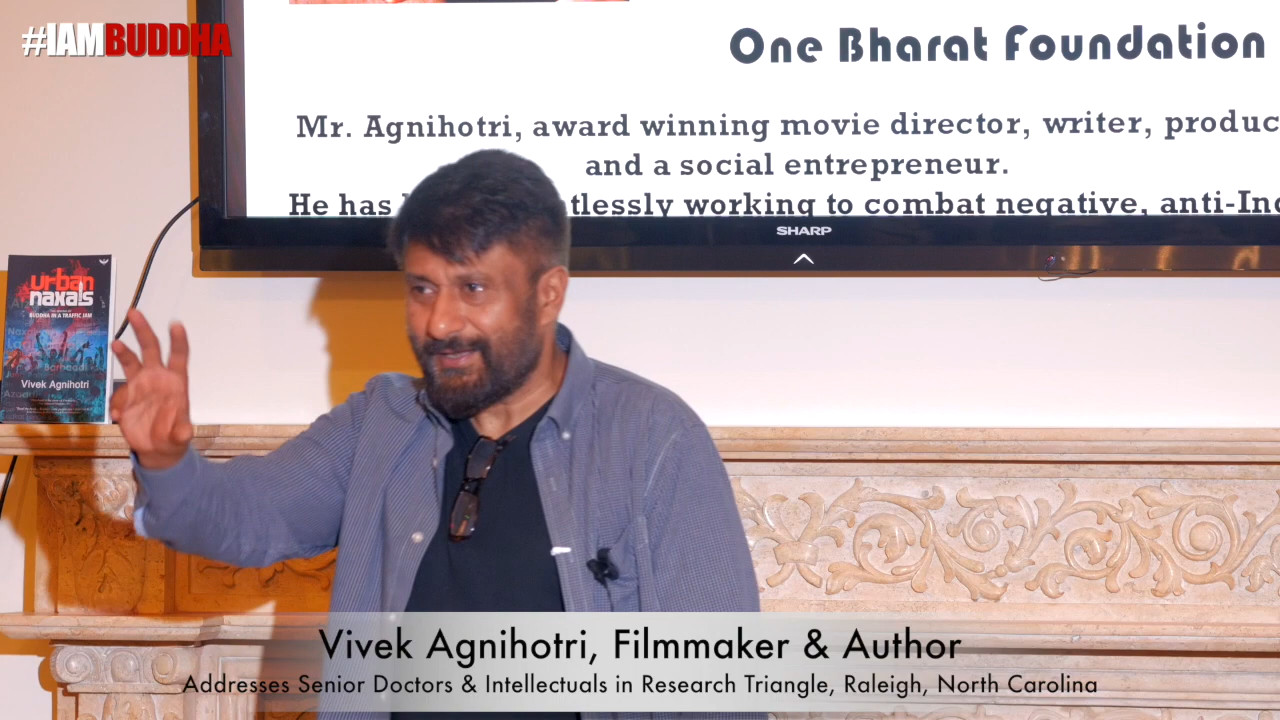 #IAMBUDDHA
One Bharat Foundation
Mr. Agnihotri, award winning movie director, writer, produc
and a social entrepreneur.
He has tlessly working to combat negative, anti-Ind
SHARP
urban
naxals
BUDDHA IN A TRAFFIC JAM
Vivek Agnihotri
Vivek Agnihotri, Filmmaker & Author
Addresses Senior Doctors & Intellectuals in Research Triangle, Raleigh, North Carolina